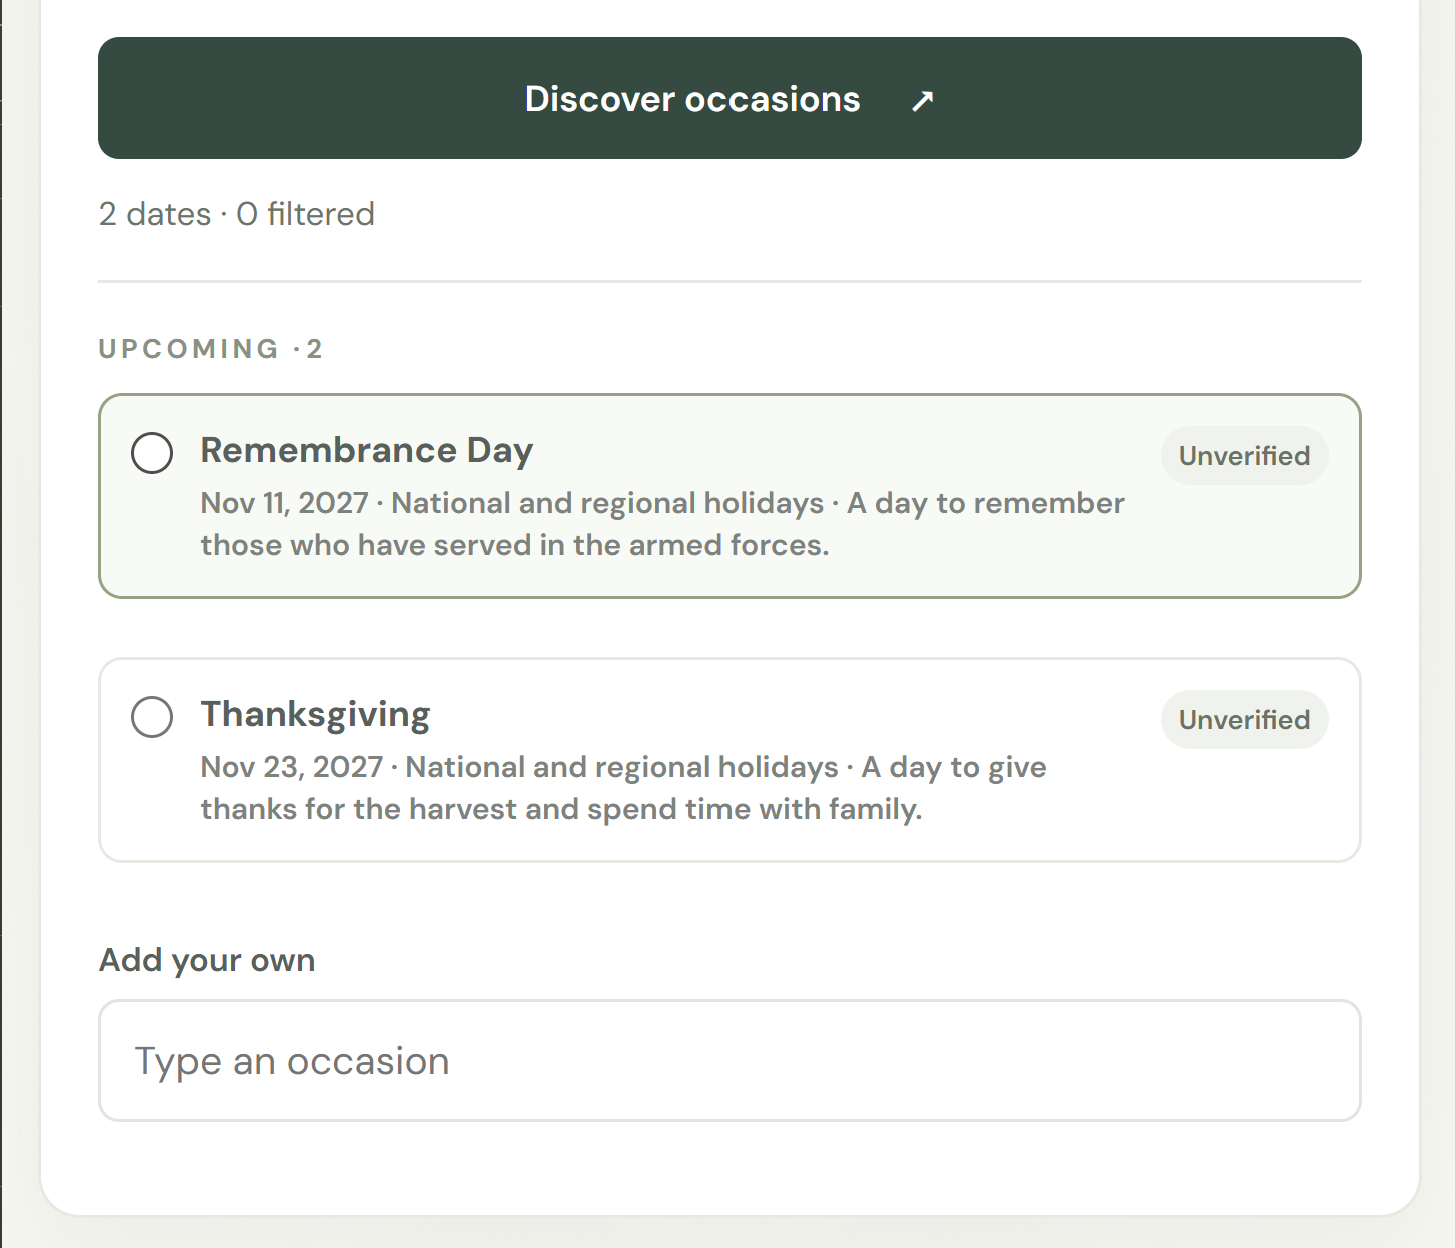 Discover occasions ↗
2 dates · 0 filtered
UPCOMING · 2
Remembrance Day
Unverified
Nov 11, 2027 · National and regional holidays · A day to remember
those who have served in the armed forces.
Thanksgiving
Unverified
Nov 23, 2027 · National and regional holidays · A day to give
thanks for the harvest and spend time with family.
Add your own
Type an occasion